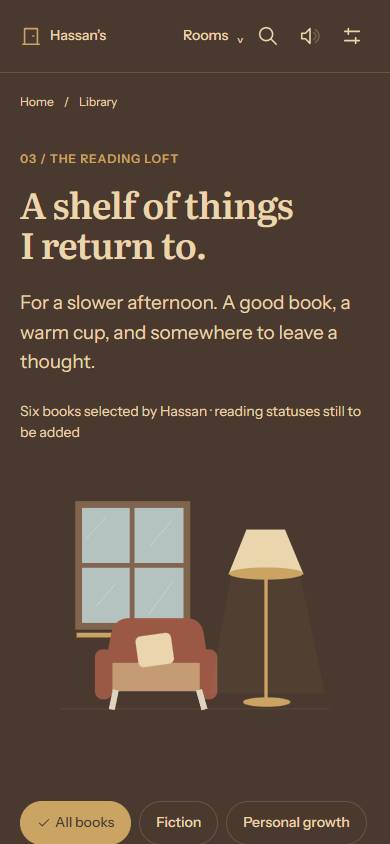 Hassan's
Rooms
Home / Library
03 / THE READING LOFT
A shelf of things
I return to.
For a slower afternoon. A good book, a
warm cup, and somewhere to leave a
thought.
Six books selected by Hassan · reading statuses still to
be added
All books
Fiction
Personal growth